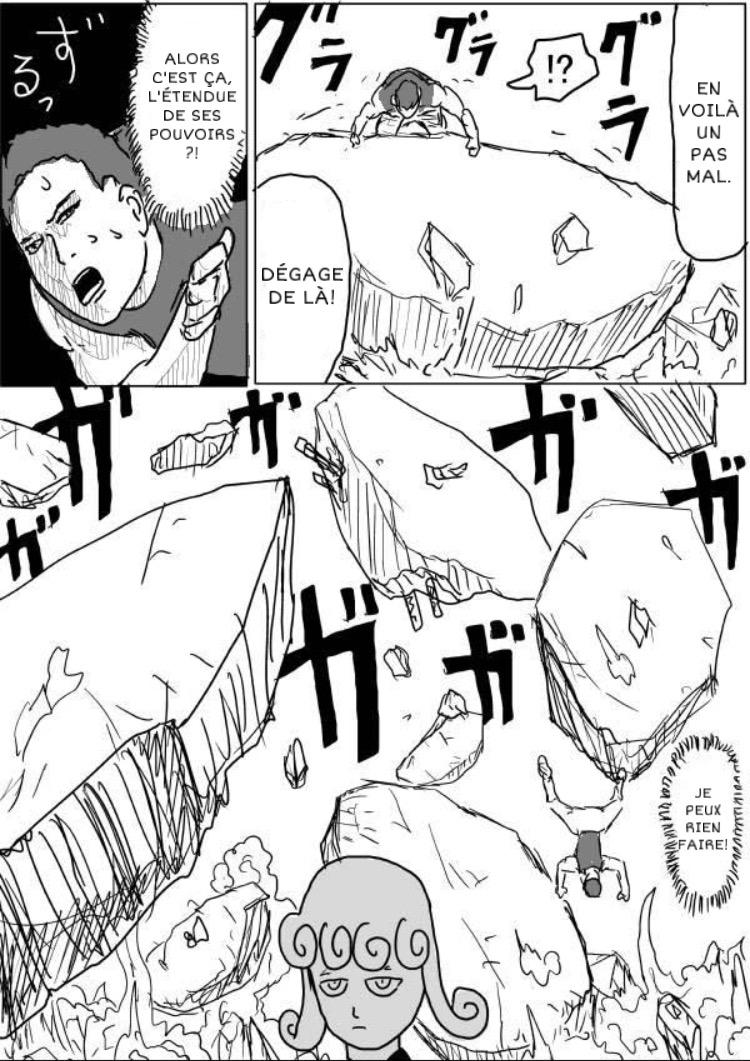 EN
VOILÀ
UN
PAS
MAL.
グラ
!?
グラ
グラ
DÉGAGE
DE LÀ!
ALORS
C'EST ÇA,
L'ÉTENDUE
DE SES
POUVOIRS
?!
ずるっ
ガ
ガ
ガ
ガ
ガ
ガ
ガ
JE
PEUX
RIEN
FAIRE!